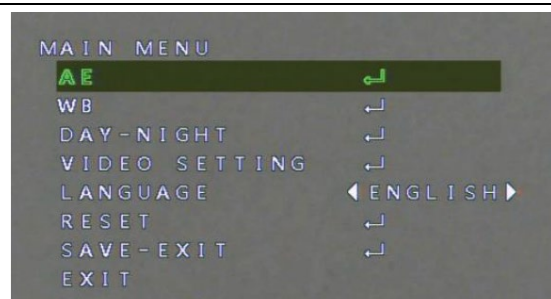 MAIN MENU
AE ↵
WB ↵
DAY-NIGHT ↵
VIDEO SETTING ↵
LANGUAGE ◀ENGLISH▶
RESET ↵
SAVE-EXIT ↵
EXIT